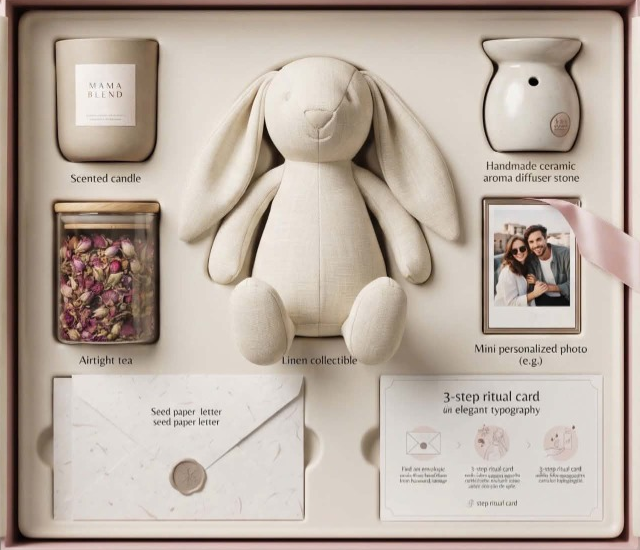 MAMA
BLEND
Scented candle
Handmade ceramic
aroma diffuser stone
Airtight tea
Linen collectible
Mini personalized photo
(e.g.)
Seed paper letter
seed paper letter
3-step ritual card
in elegant typography
3-step ritual card
3-step ritual card
step ritual card